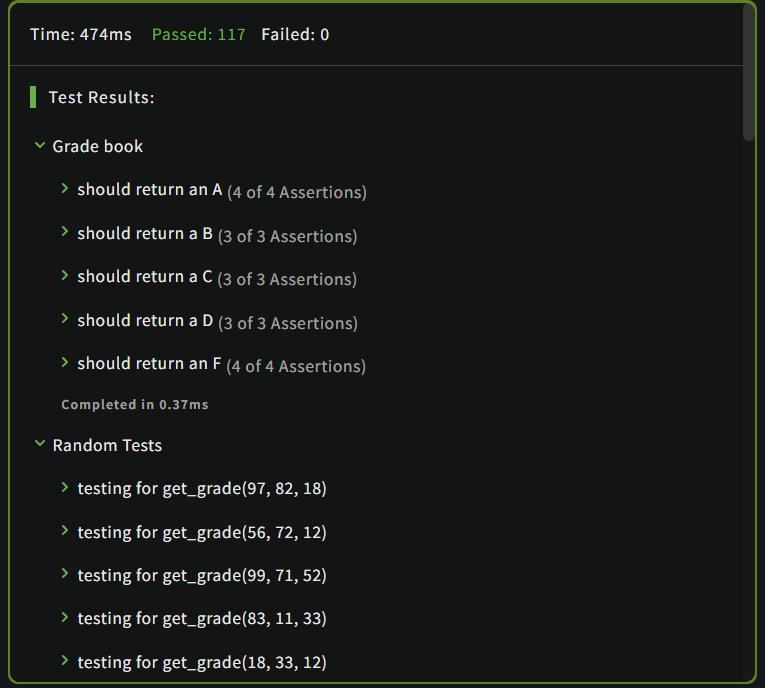 Time: 474ms Passed: 117 Failed: 0
Test Results:
Grade book
should return an A (4 of 4 Assertions)
should return a B (3 of 3 Assertions)
should return a C (3 of 3 Assertions)
should return a D (3 of 3 Assertions)
should return an F (4 of 4 Assertions)
Completed in 0.37ms
Random Tests
testing for get_grade(97, 82, 18)
testing for get_grade(56, 72, 12)
testing for get_grade(99, 71, 52)
testing for get_grade(83, 11, 33)
testing for get_grade(18, 33, 12)